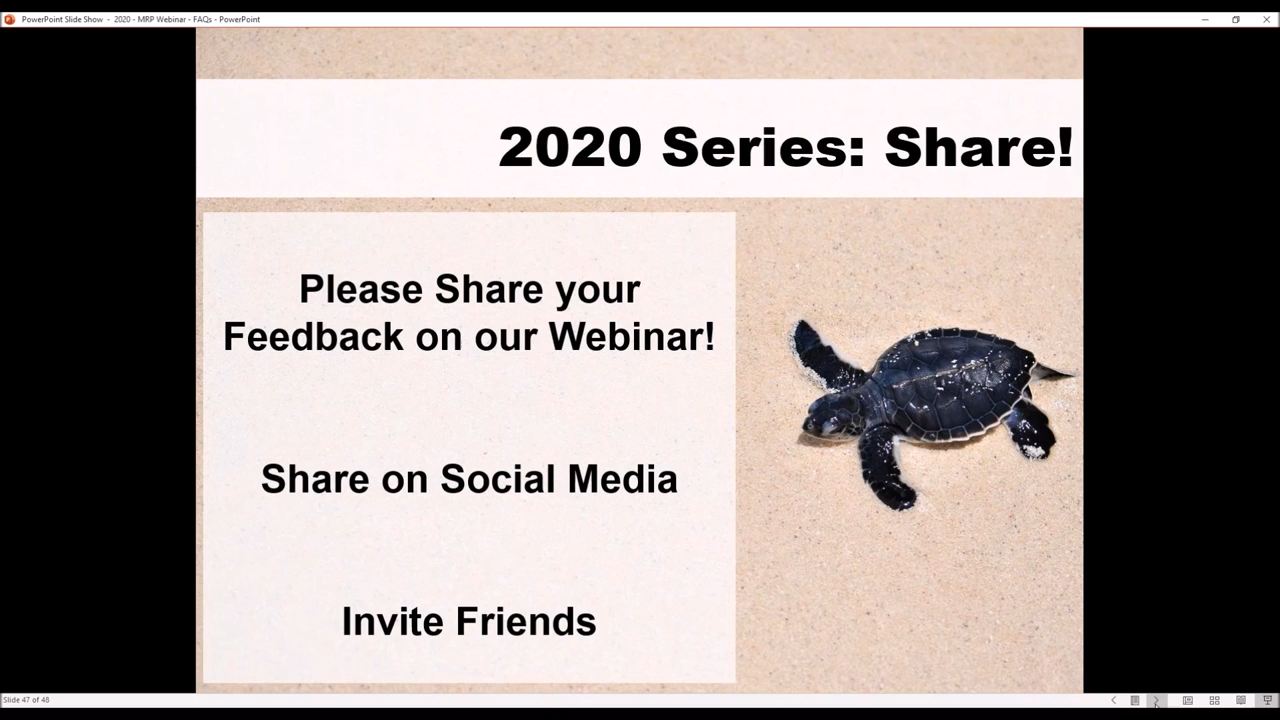 PowerPoint Slide Show - 2020 - MRP Webinar - FAQs - PowerPoint
2020 Series: Share!
Please Share your
Feedback on our Webinar!
Share on Social Media
Invite Friends
Slide 47 of 48